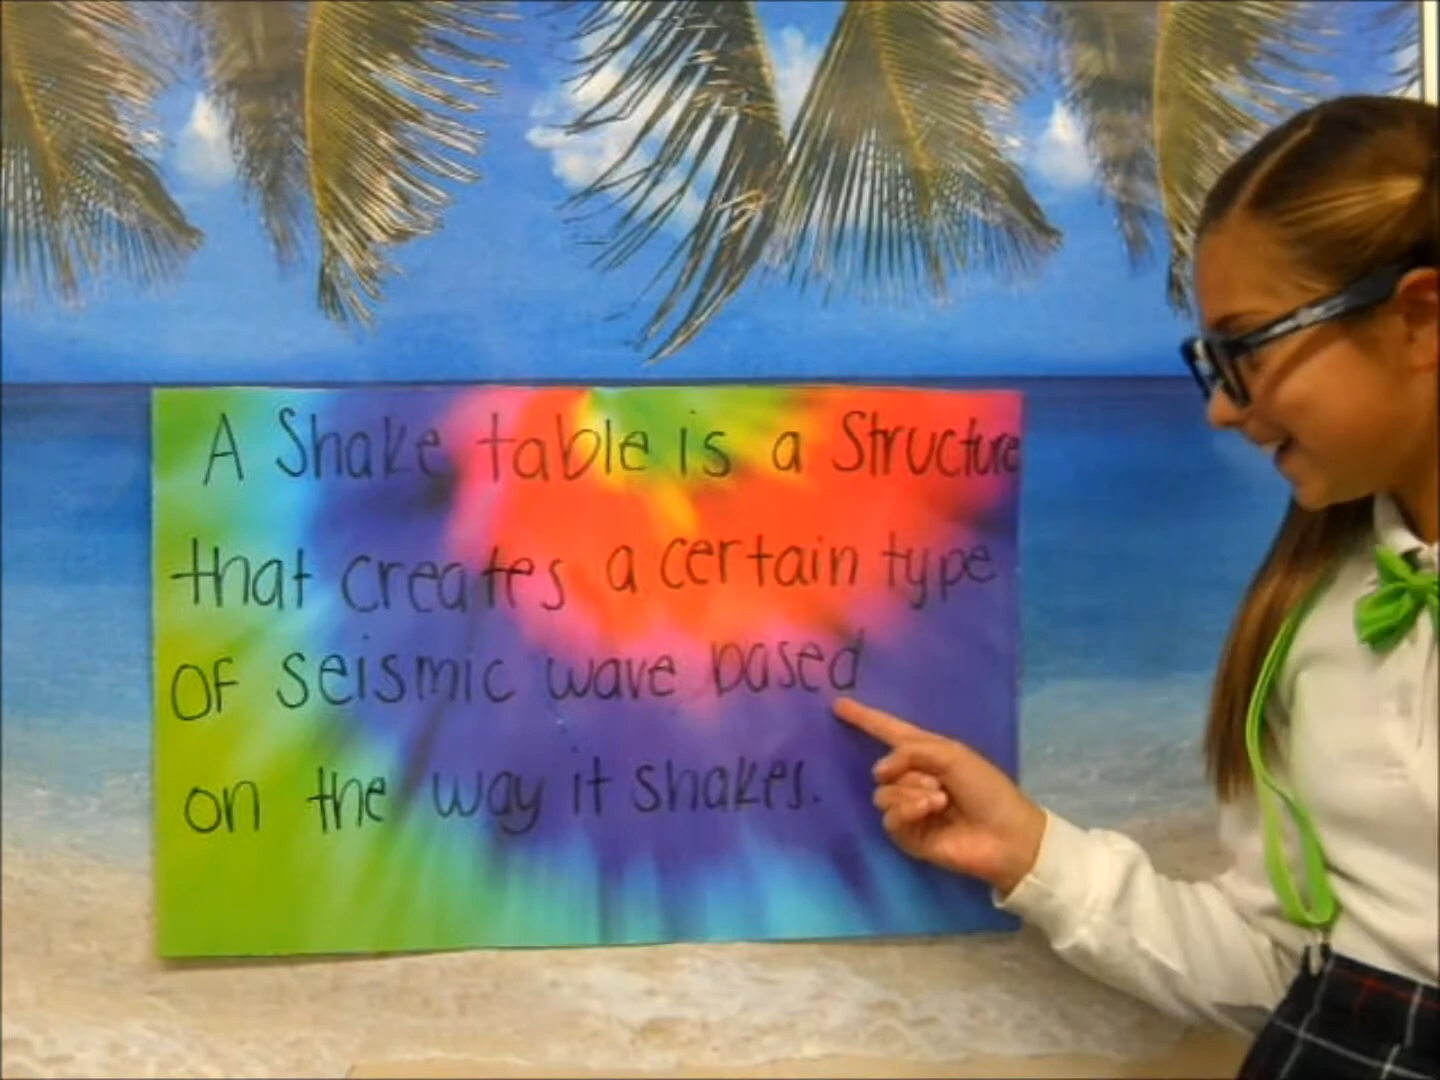 A Shake table is a Structure
that creates a certain type
OF seismic wave based
on the way it shakes.